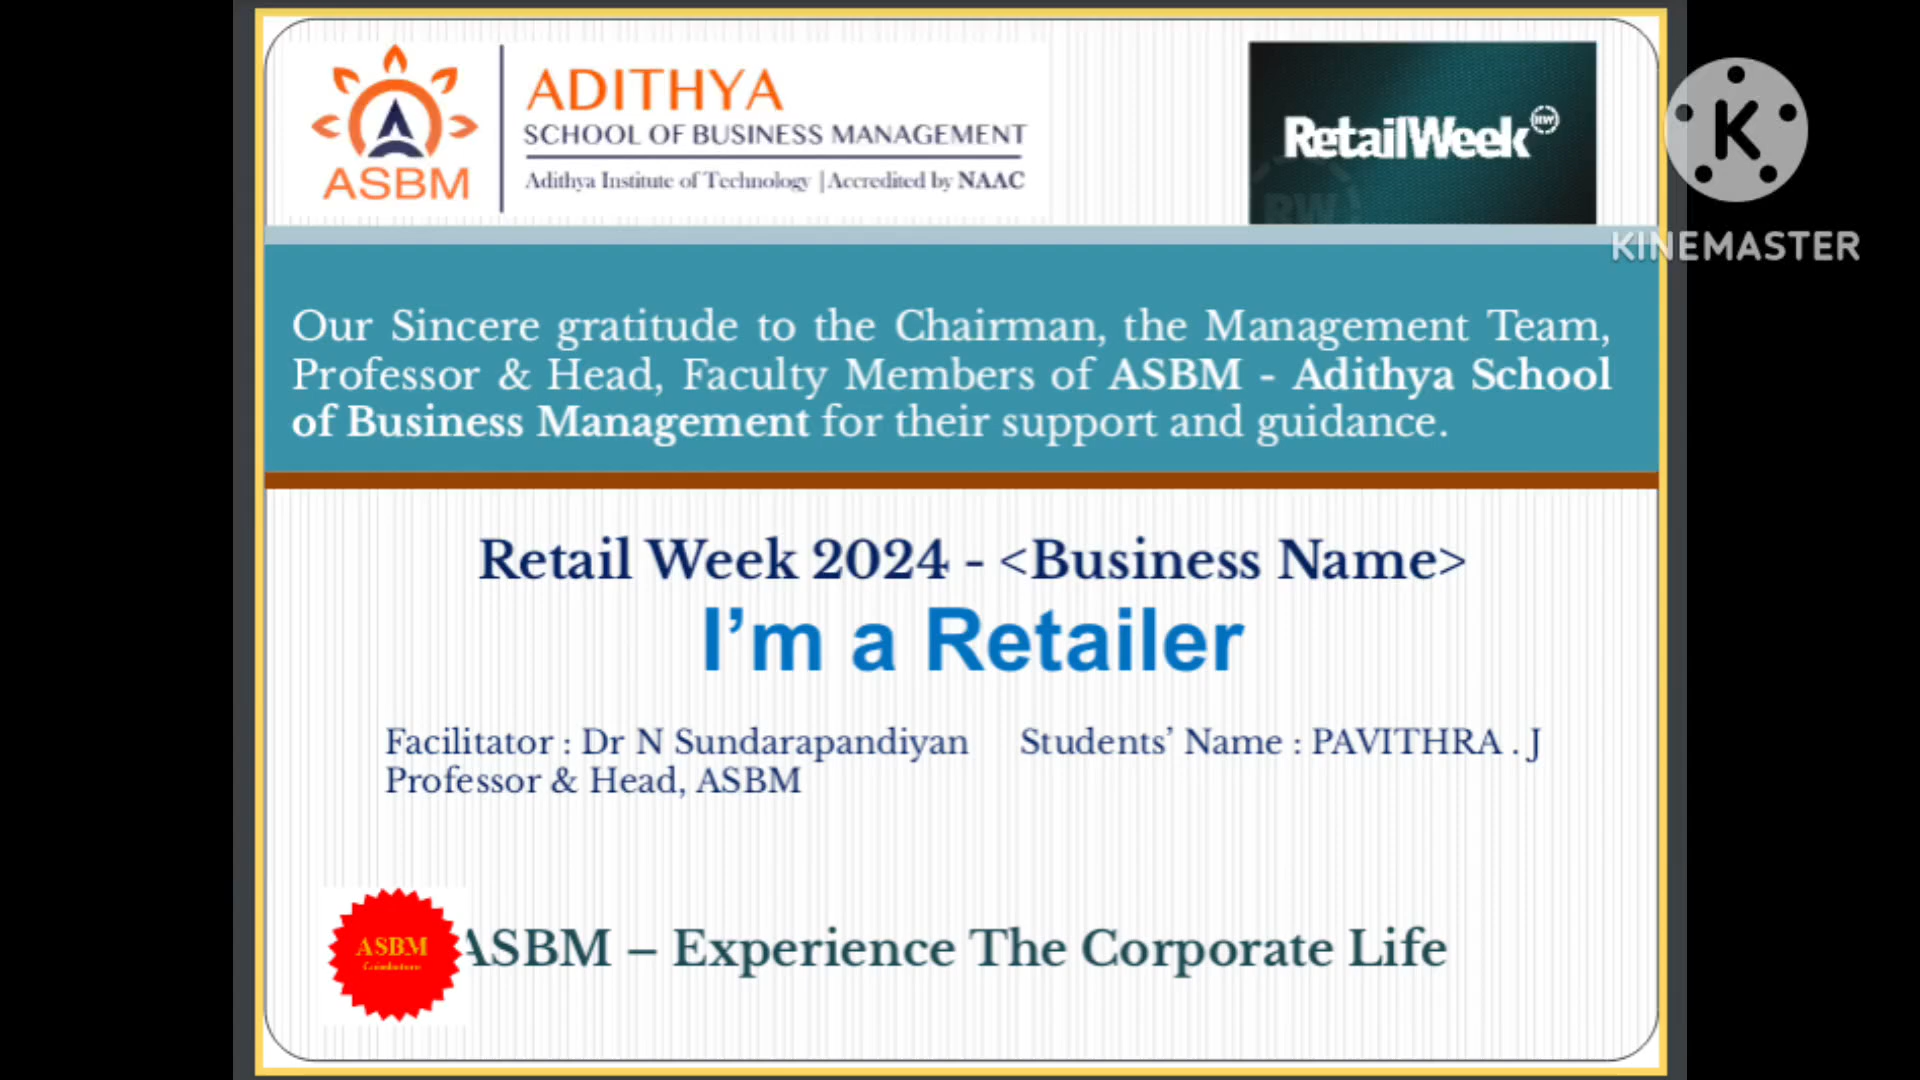 ASBM
ADITHYA
SCHOOL OF BUSINESS MANAGEMENT
Adithya Institute of Technology | Accredited by NAAC
RetailWeek RW
RW
K
KINEMASTER
Our Sincere gratitude to the Chairman, the Management Team,
Professor & Head, Faculty Members of ASBM - Adithya School
of Business Management for their support and guidance.
Retail Week 2024 - <Business Name>
I'm a Retailer
Facilitator : Dr N Sundarapandiyan Students' Name : PAVITHRA . J
Professor & Head, ASBM
ASBM
Coimbatore
ASBM – Experience The Corporate Life